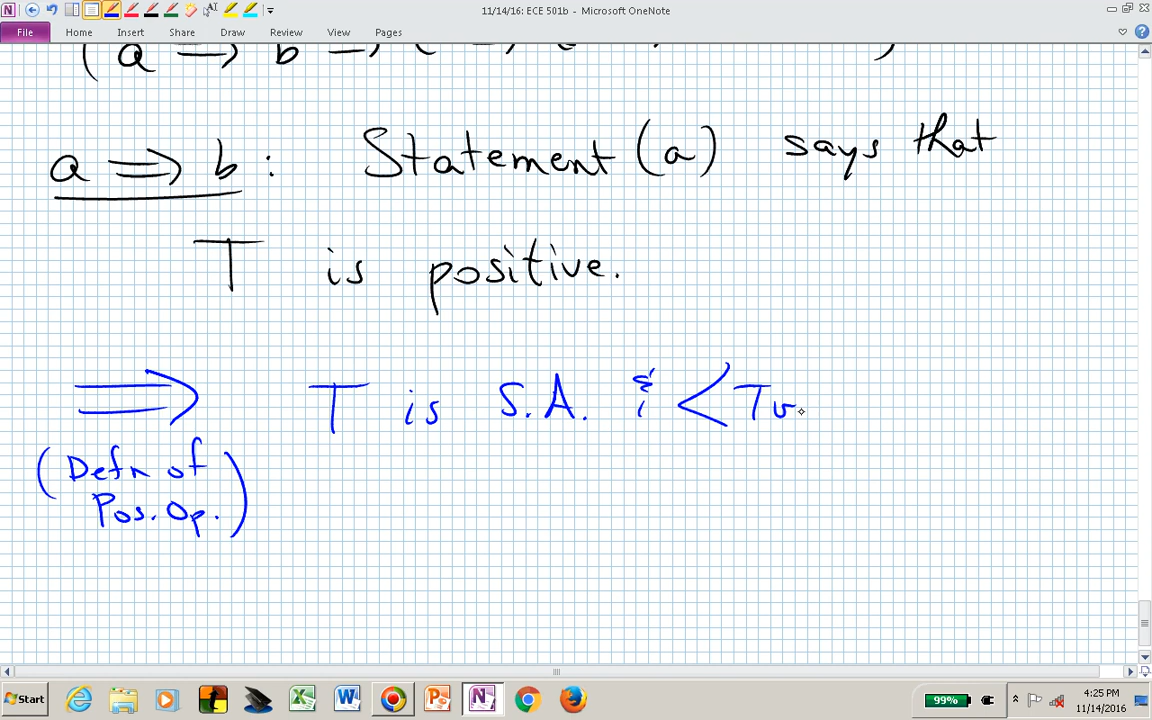 11/14/16: ECE 501b - Microsoft OneNote
File Home Insert Share Draw Review View Pages
(a ⟹ b
a ⟹ b : Statement (a) says that
T is positive.
⟹ T is S.A. & <Tv
(Defn of
Pos. Op.)
Start
99%
4:25 PM
11/14/2016